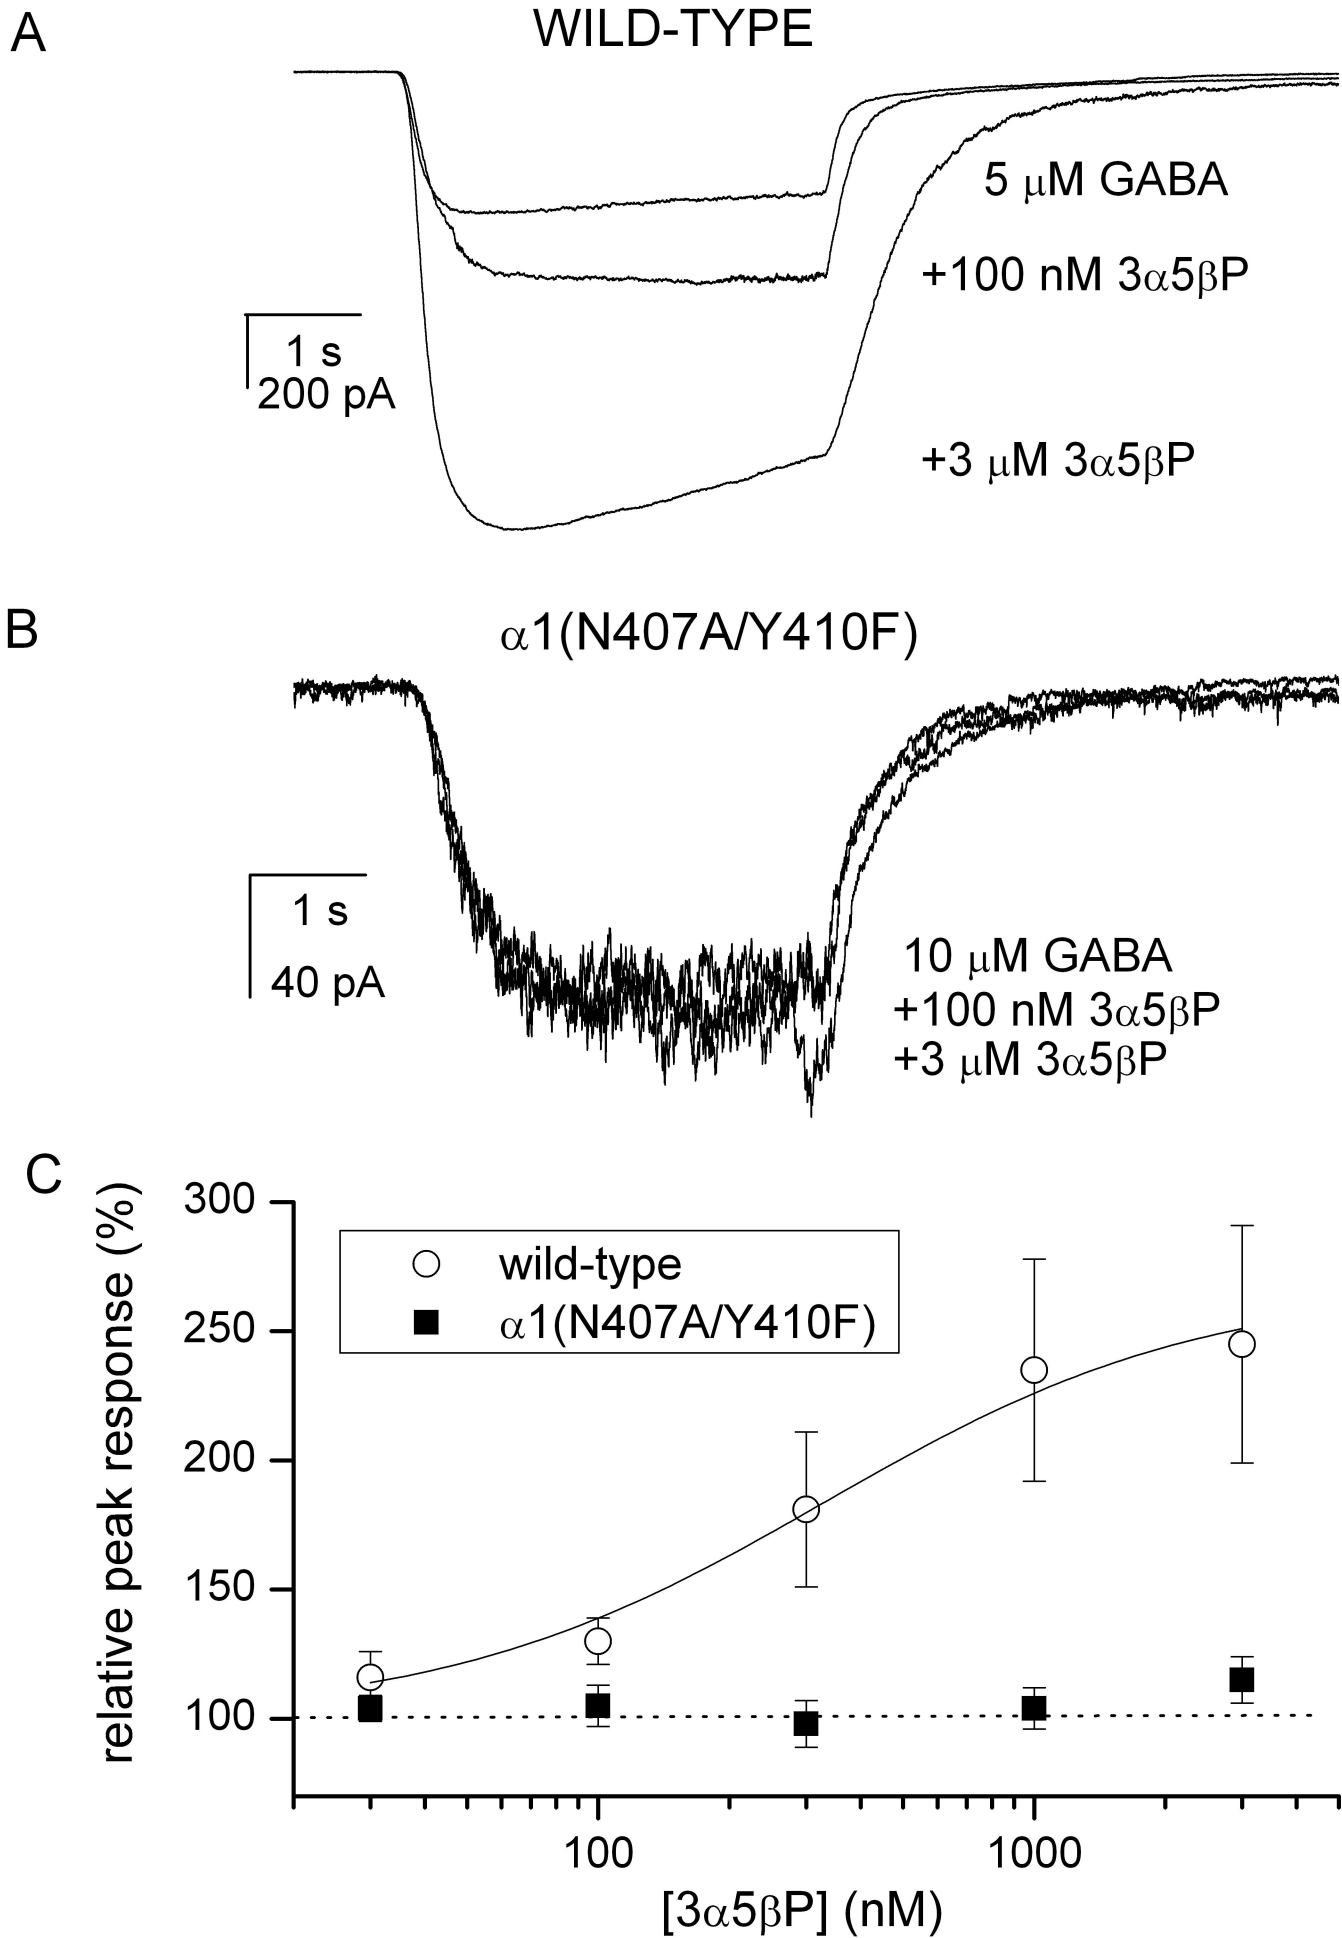 A
WILD-TYPE
5 μM GABA
+100 nM 3α5βP
1 s
200 pA
+3 μM 3α5βP
B
α1(N407A/Y410F)
1 s
40 pA
10 μM GABA
+100 nM 3α5βP
+3 μM 3α5βP
C
relative peak response (%)
300
250
200
150
100
wild-type
α1(N407A/Y410F)
100
1000
[3α5βP] (nM)